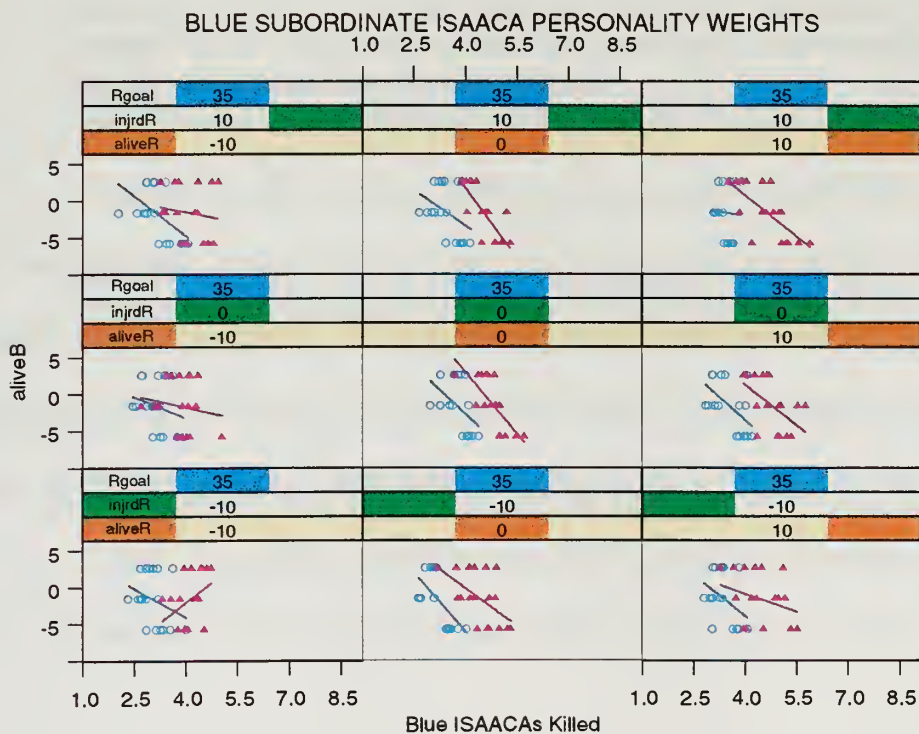 BLUE SUBORDINATE ISAACA PERSONALITY WEIGHTS
1.0 2.5 4.0 5.5 7.0 8.5
Rgoal 35 35 35
injrdR 10 10 10
aliveR -10 0 10
5
0
-5
Rgoal 35 35 35
injrdR 0 0 0
aliveR -10 0 10
aliveB
5
0
-5
Rgoal 35 35 35
injrdR -10 -10 -10
aliveR -10 0 10
5
0
-5
1.0 2.5 4.0 5.5 7.0 8.5 1.0 2.5 4.0 5.5 7.0 8.5
Blue ISAACAs Killed